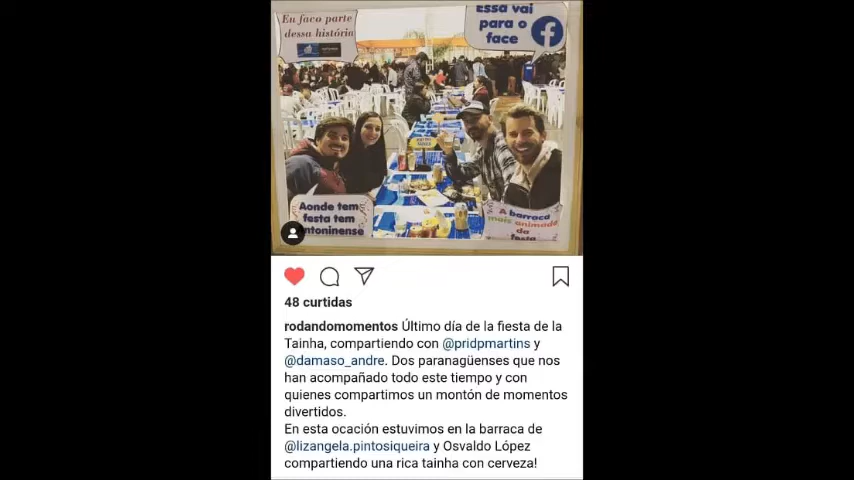 Eu faço parte
dessa história
Essa vai
para o
face
Aonde tem
festa tem
ntoninense
A barraca
mais animada
da
festa
48 curtidas
rodandomomentos Último día de la fiesta de la
Tainha, compartiendo con @pridpmartins y
@damaso_andre. Dos paranagüenses que nos
han acompañado todo este tiempo y con
quienes compartimos un montón de momentos
divertidos.
En esta ocación estuvimos en la barraca de
@lizangela.pintosiqueira y Osvaldo López
compartiendo una rica tainha con cerveza!